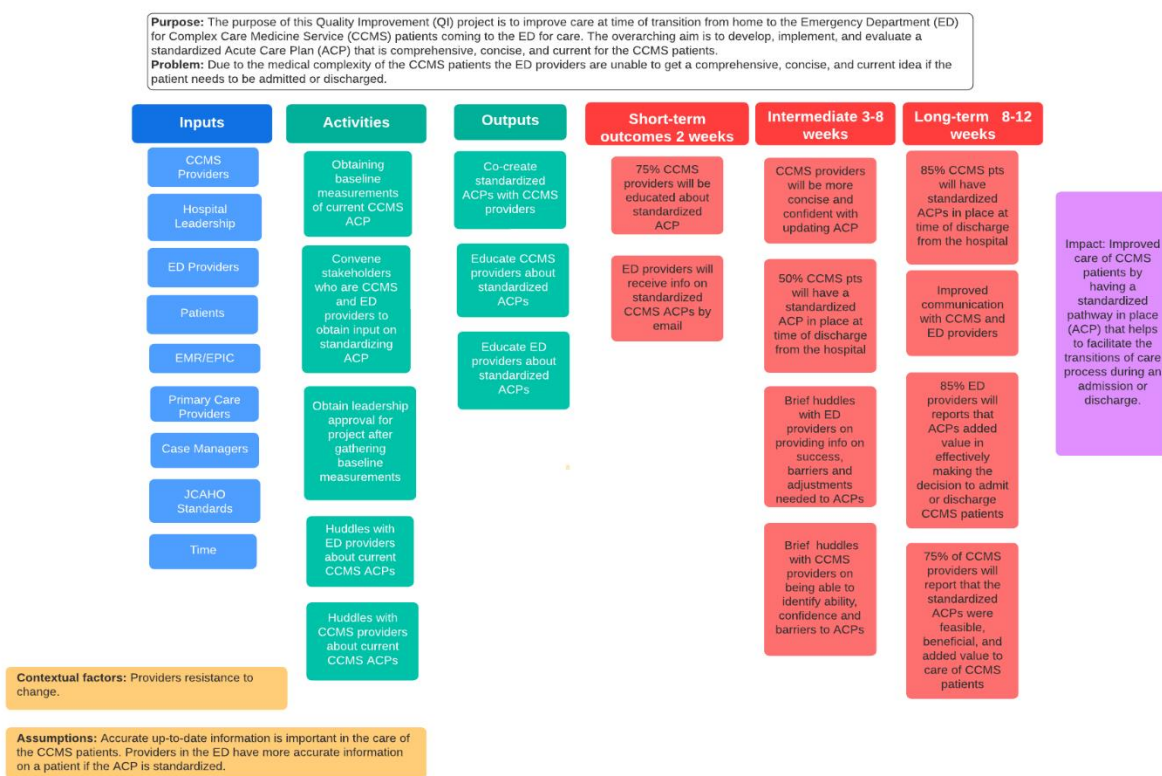 Purpose: The purpose of this Quality Improvement (QI) project is to improve care at time of transition from home to the Emergency Department (ED)
for Complex Care Medicine Service (CCMS) patients coming to the ED for care. The overarching aim is to develop, implement, and evaluate a
standardized Acute Care Plan (ACP) that is comprehensive, concise, and current for the CCMS patients.
Problem: Due to the medical complexity of the CCMS patients the ED providers are unable to get a comprehensive, concise, and current idea if the
patient needs to be admitted or discharged.
Inputs
CCMS
Providers
Hospital
Leadership
ED Providers
Patients
EMR/EPIC
Primary Care
Providers
Case Managers
JCAHO
Standards
Time
Activities
Obtaining
baseline
measurements
of current CCMS
ACP
Convene
stakeholders
who are CCMS
and ED
providers to
obtain input on
standardizing
ACP
Obtain leadership
approval for
project after
gathering
baseline
measurements
Huddles with
ED providers
about current
CCMS ACPs
Huddles with
CCMS providers
about current
CCMS ACPs
Outputs
Co-create
standardized
ACPs with CCMS
providers
Educate CCMS
providers about
standardized
ACPs
Educate ED
providers about
standardized
ACPs
Short-term
outcomes 2 weeks
75% CCMS
providers will be
educated about
standardized
ACP
ED providers will
receive info on
standardized
CCMS ACPs by
email
Intermediate 3-8
weeks
CCMS providers
will be more
concise and
confident with
updating ACP
50% CCMS pts
will have a
standardized
ACP in place at
time of discharge
from the hospital
Brief huddles
with ED
providers on
providing info on
success,
barriers and
adjustments
needed to ACPs
Brief huddles
with CCMS
providers on
being able to
identify ability,
confidence and
barriers to ACPs
Long-term 8-12
weeks
85% CCMS pts
will have
standardized
ACPs in place at
time of discharge
from the hospital
Improved
communication
with CCMS and
ED providers
85% ED
providers will
reports that
ACPs added
value in
effectively
making the
decision to admit
or discharge
CCMS patients
75% of CCMS
providers will
report that the
standardized
ACPs were
feasible,
beneficial, and
added value to
care of CCMS
patients
Impact: Improved
care of CCMS
patients by
having a
standardized
pathway in place
(ACP) that helps
to facilitate the
transitions of care
process during an
admission or
discharge.
Contextual factors: Providers resistance to
change.
Assumptions: Accurate up-to-date information is important in the care of
the CCMS patients. Providers in the ED have more accurate information
on a patient if the ACP is standardized.